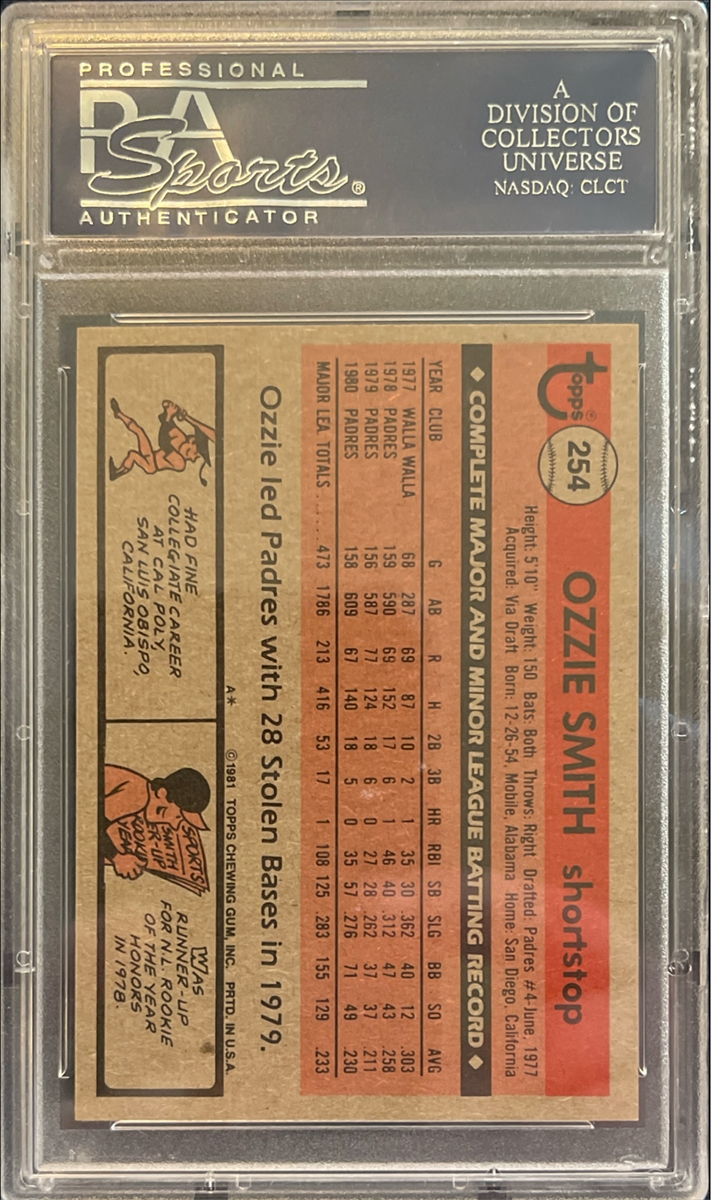 PROFESSIONAL
PSA
Sports®
AUTHENTICATOR
A
DIVISION OF
COLLECTORS
UNIVERSE
NASDAQ: CLCT
topps®
254
OZZIE SMITH shortstop
Height: 5'10" Weight: 150 Bats: Both Throws: Right Drafted: Padres #4-June, 1977
Acquired: Via Draft Born: 12-26-54, Mobile, Alabama Home: San Diego, California
◆ COMPLETE MAJOR AND MINOR LEAGUE BATTING RECORD ◆
YEAR CLUB G AB R H 2B 3B HR RBI SB SLG BB SO AVG
1977 WALLA WALLA 68 287 69 87 10 2 1 35 30 .362 40 12 .303
1978 PADRES 159 590 69 152 17 6 1 46 40 .312 47 43 .258
1979 PADRES 156 587 77 124 18 6 0 27 28 .262 37 37 .211
1980 PADRES 158 609 67 140 18 5 0 35 57 .276 71 49 .230
MAJOR LEA. TOTALS ...... 473 1786 213 416 53 17 1 108 125 .283 155 129 .233
Ozzie led Padres with 28 Stolen Bases in 1979.
A* ©1981 TOPPS CHEWING GUM, INC. PRTD. IN U.S.A.
HAD FINE
COLLEGIATE CAREER
AT CAL POLY,
SAN LUIS OBISPO,
CALIFORNIA.
SPORTS
SMITH
ER-UP
ROOKIE
YEAR
WAS
RUNNER-UP
FOR N.L. ROOKIE
OF THE YEAR
HONORS
IN 1978.